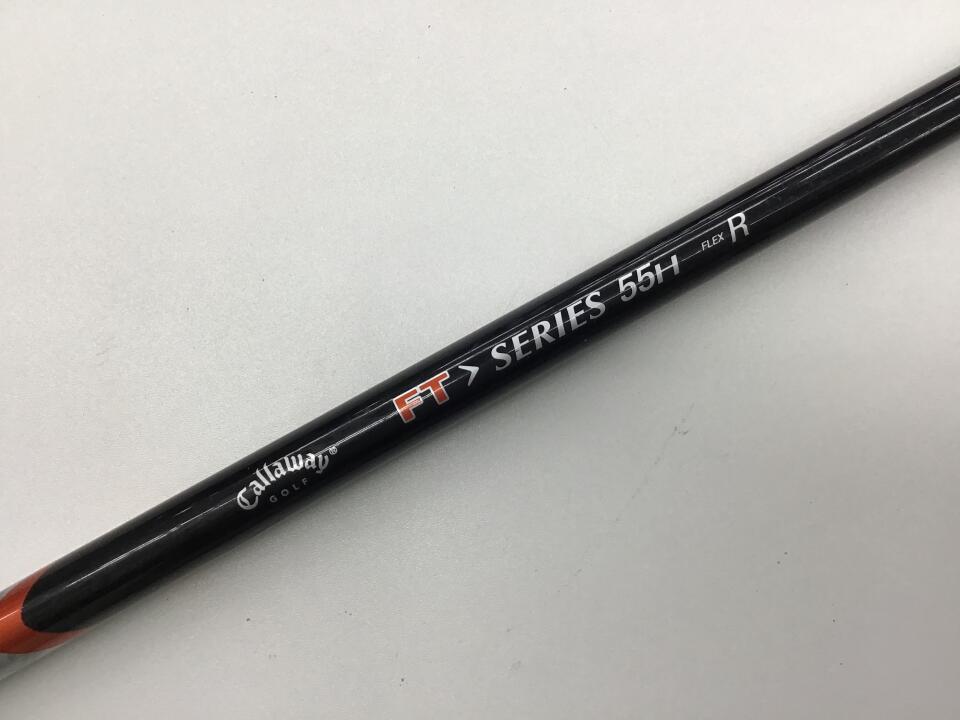 Callaway®
GOLF
FT > SERIES 55H FLEX R